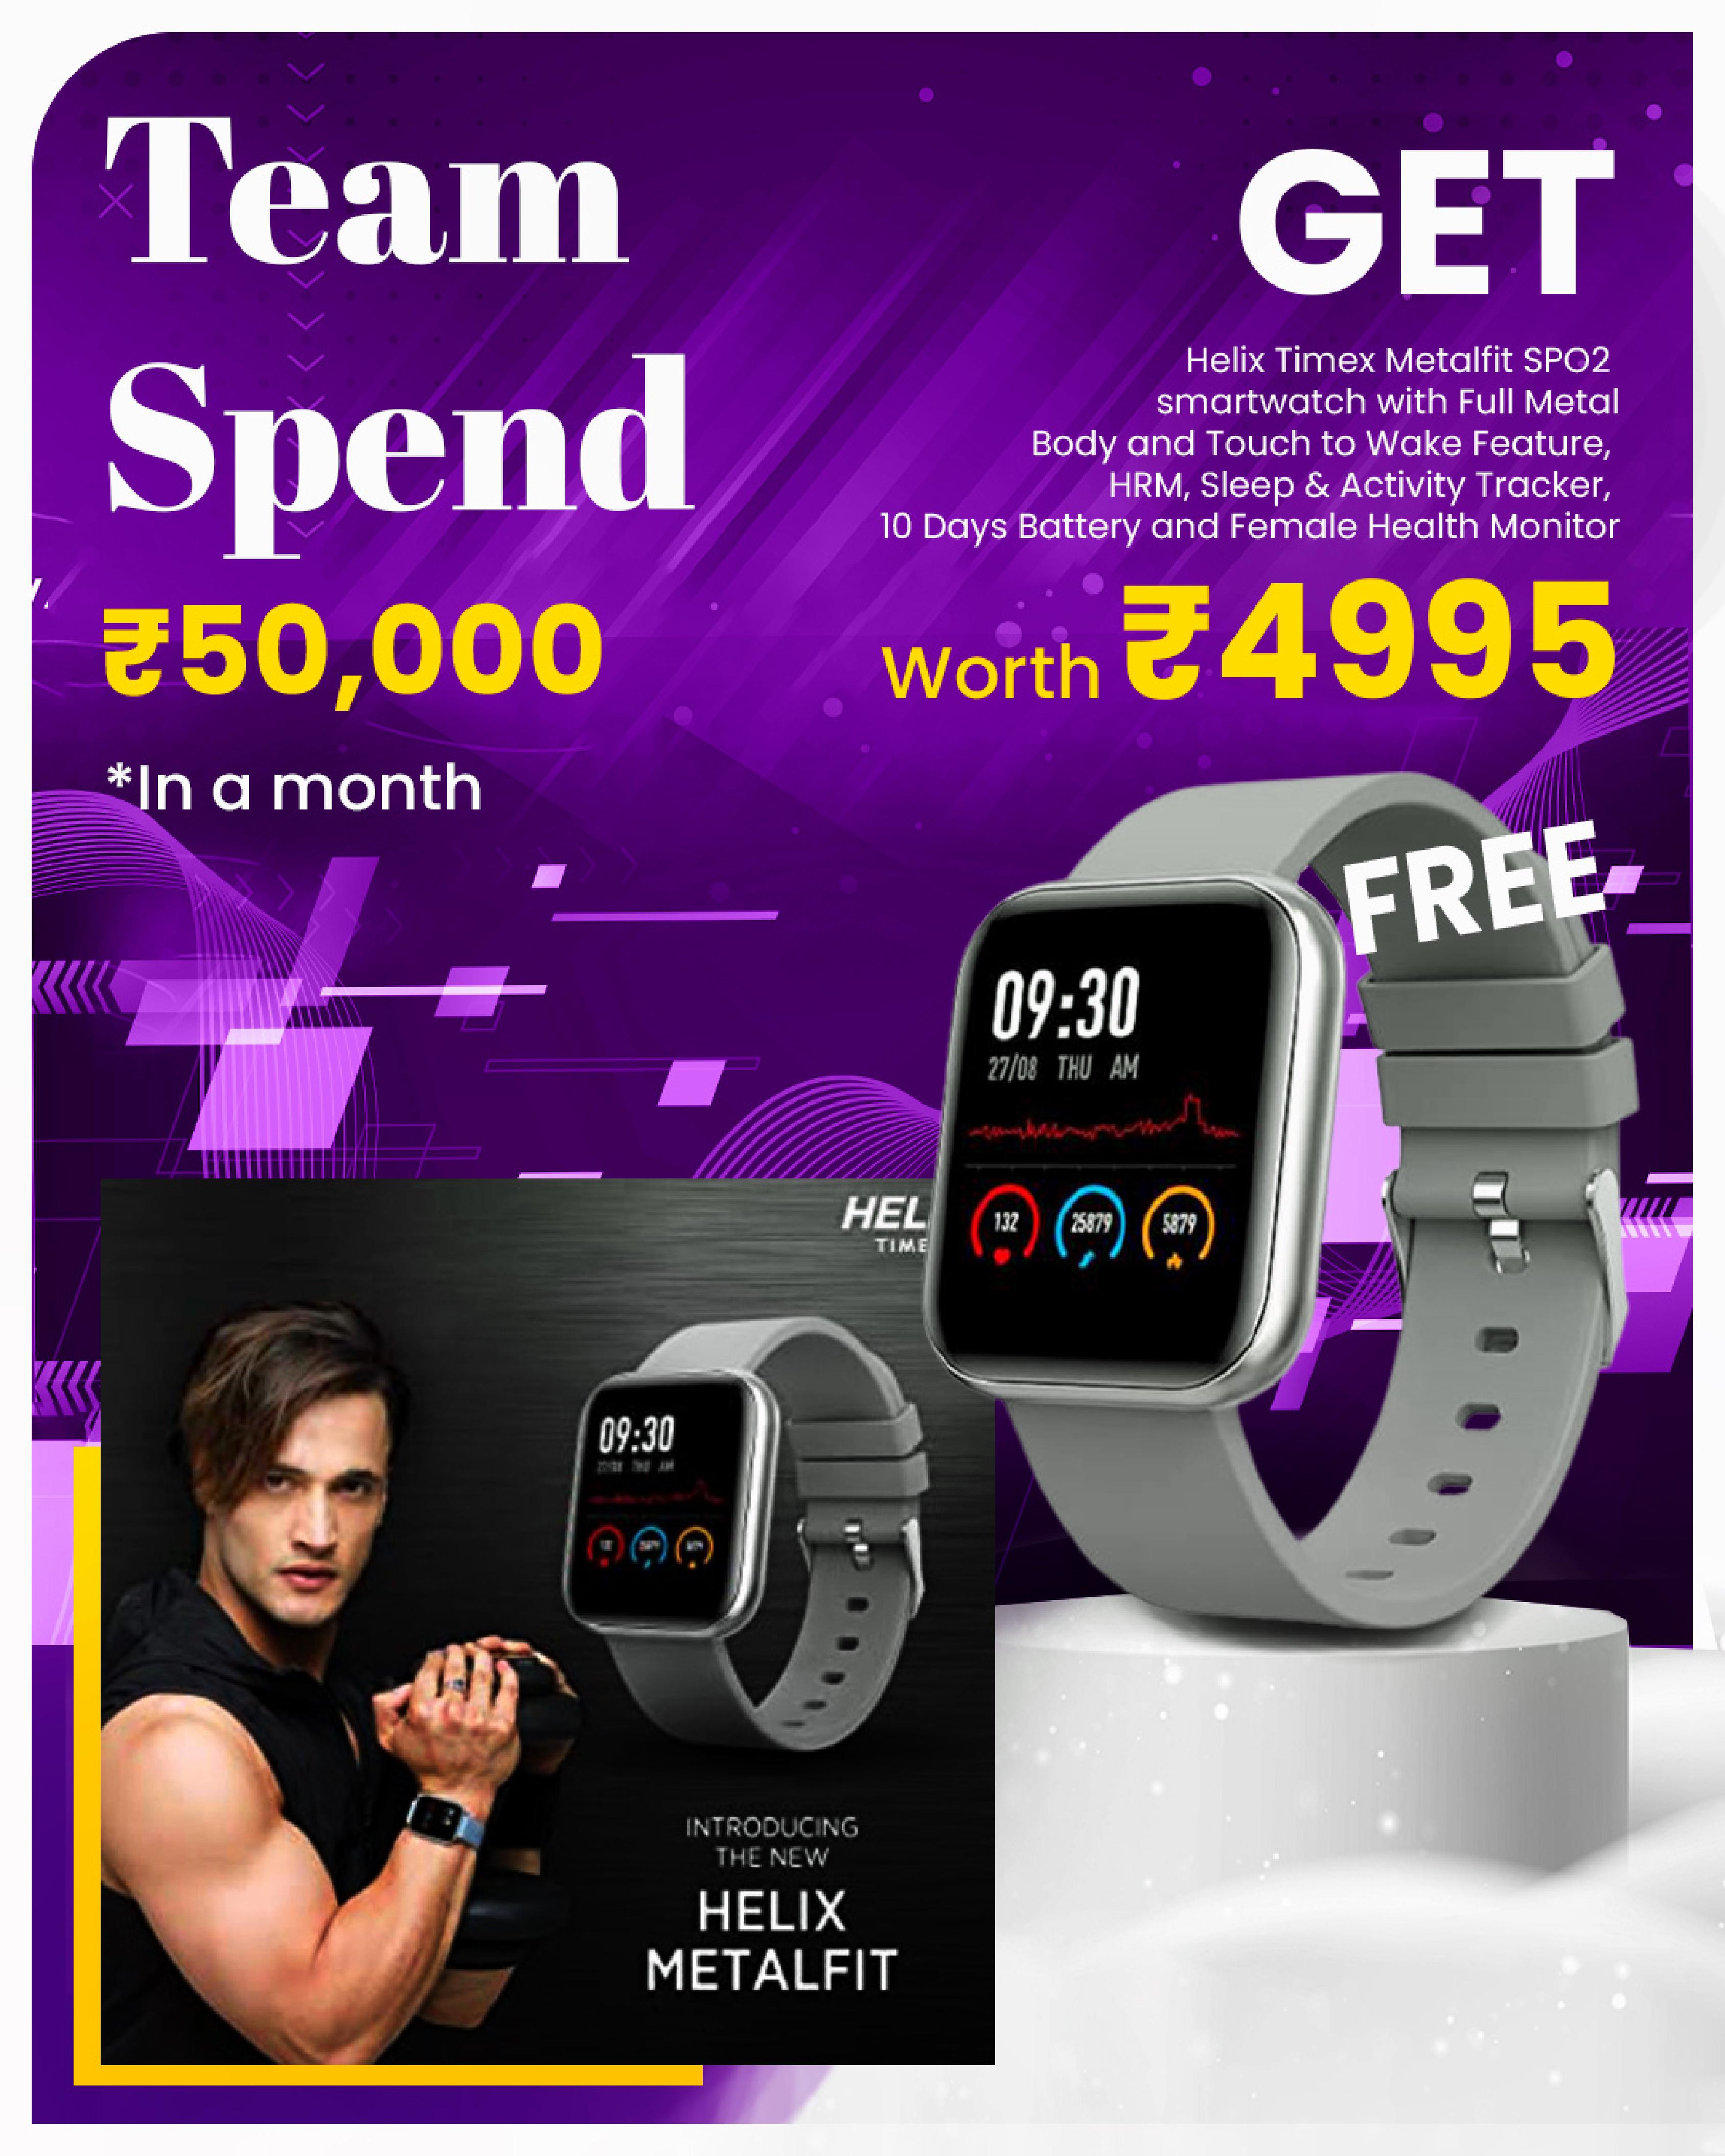 Team
Spend
₹50,000
*In a month
GET
Helix Timex Metalfit SPO2
smartwatch with Full Metal
Body and Touch to Wake Feature,
HRM, Sleep & Activity Tracker,
10 Days Battery and Female Health Monitor
Worth ₹4995
FREE
09:30
27/08 THU AM
132 25879 5879
HEL
TIME
09:30
INTRODUCING
THE NEW
HELIX
METALFIT